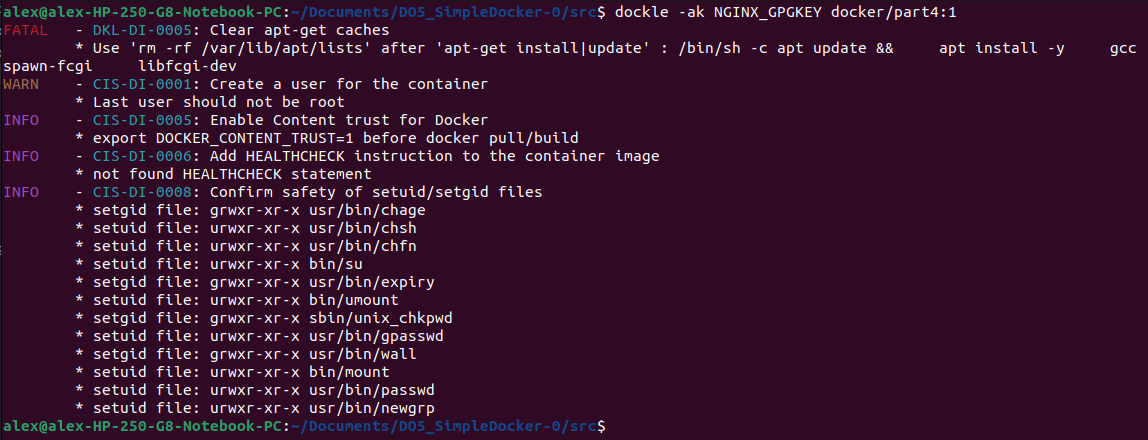 alex@alex-HP-250-G8-Notebook-PC:~/Documents/DO5_SimpleDocker-0/src$ dockle -ak NGINX_GPGKEY docker/part4:1
FATAL   - DKL-DI-0005: Clear apt-get caches
        * Use 'rm -rf /var/lib/apt/lists' after 'apt-get install|update' : /bin/sh -c apt update &&     apt install -y     gcc
spawn-fcgi     libfcgi-dev
WARN    - CIS-DI-0001: Create a user for the container
        * Last user should not be root
INFO    - CIS-DI-0005: Enable Content trust for Docker
        * export DOCKER_CONTENT_TRUST=1 before docker pull/build
INFO    - CIS-DI-0006: Add HEALTHCHECK instruction to the container image
        * not found HEALTHCHECK statement
INFO    - CIS-DI-0008: Confirm safety of setuid/setgid files
        * setgid file: grwxr-xr-x usr/bin/chage
        * setuid file: urwxr-xr-x usr/bin/chsh
        * setuid file: urwxr-xr-x usr/bin/chfn
        * setuid file: urwxr-xr-x bin/su
        * setgid file: grwxr-xr-x usr/bin/expiry
        * setuid file: urwxr-xr-x bin/umount
        * setgid file: grwxr-xr-x sbin/unix_chkpwd
        * setuid file: urwxr-xr-x usr/bin/gpasswd
        * setgid file: grwxr-xr-x usr/bin/wall
        * setuid file: urwxr-xr-x bin/mount
        * setuid file: urwxr-xr-x usr/bin/passwd
        * setuid file: urwxr-xr-x usr/bin/newgrp
alex@alex-HP-250-G8-Notebook-PC:~/Documents/DO5_SimpleDocker-0/src$